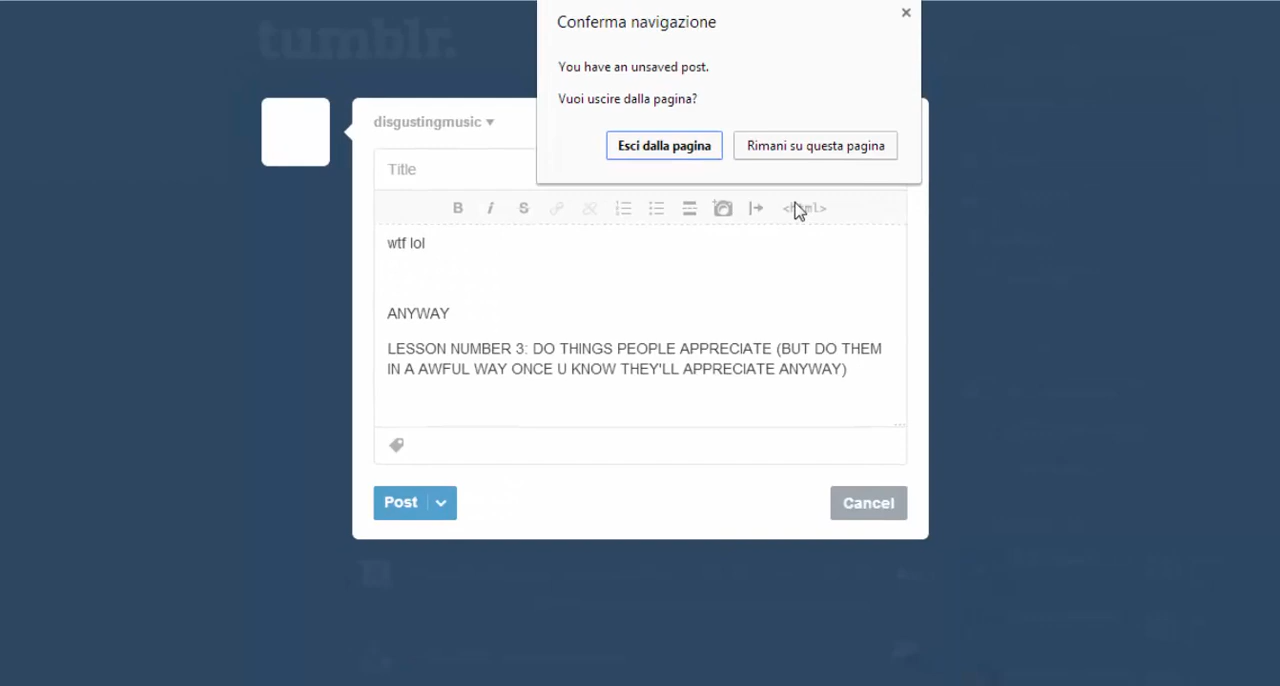 tumblr.
Conferma navigazione
You have an unsaved post.
Vuoi uscire dalla pagina?
Esci dalla pagina
Rimani su questa pagina
disgustingmusic
Title
B i S <html>
wtf lol
ANYWAY
LESSON NUMBER 3: DO THINGS PEOPLE APPRECIATE (BUT DO THEM
IN A AWFUL WAY ONCE U KNOW THEY'LL APPRECIATE ANYWAY)
Post
Cancel